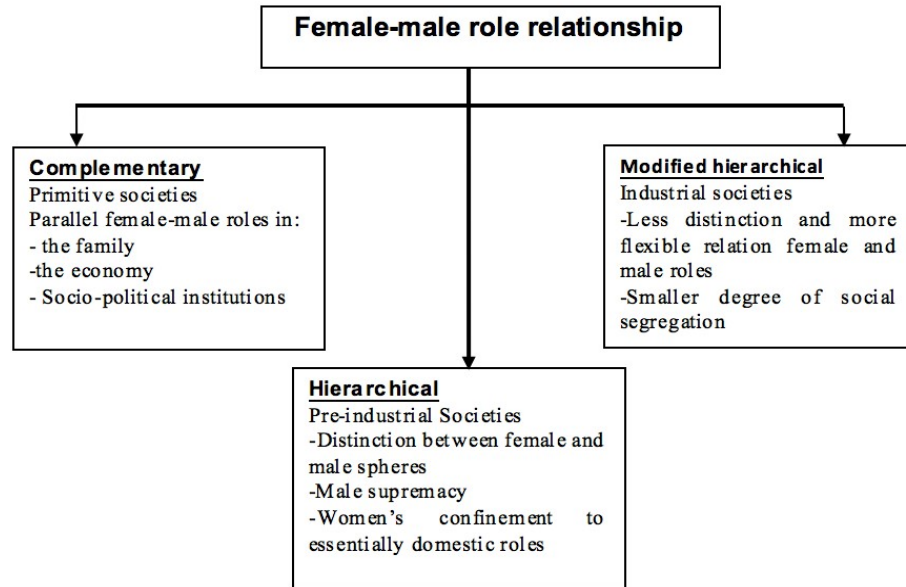 Female-male role relationship
Complementary
Primitive societies
Parallel female-male roles in:
- the family
-the economy
- Socio-political institutions
Hierarchical
Pre-industrial Societies
-Distinction between female and
male spheres
-Male supremacy
-Women’s confinement to
essentially domestic roles
Modified hierarchical
Industrial societies
-Less distinction and more
flexible relation female and
male roles
-Smaller degree of social
segregation